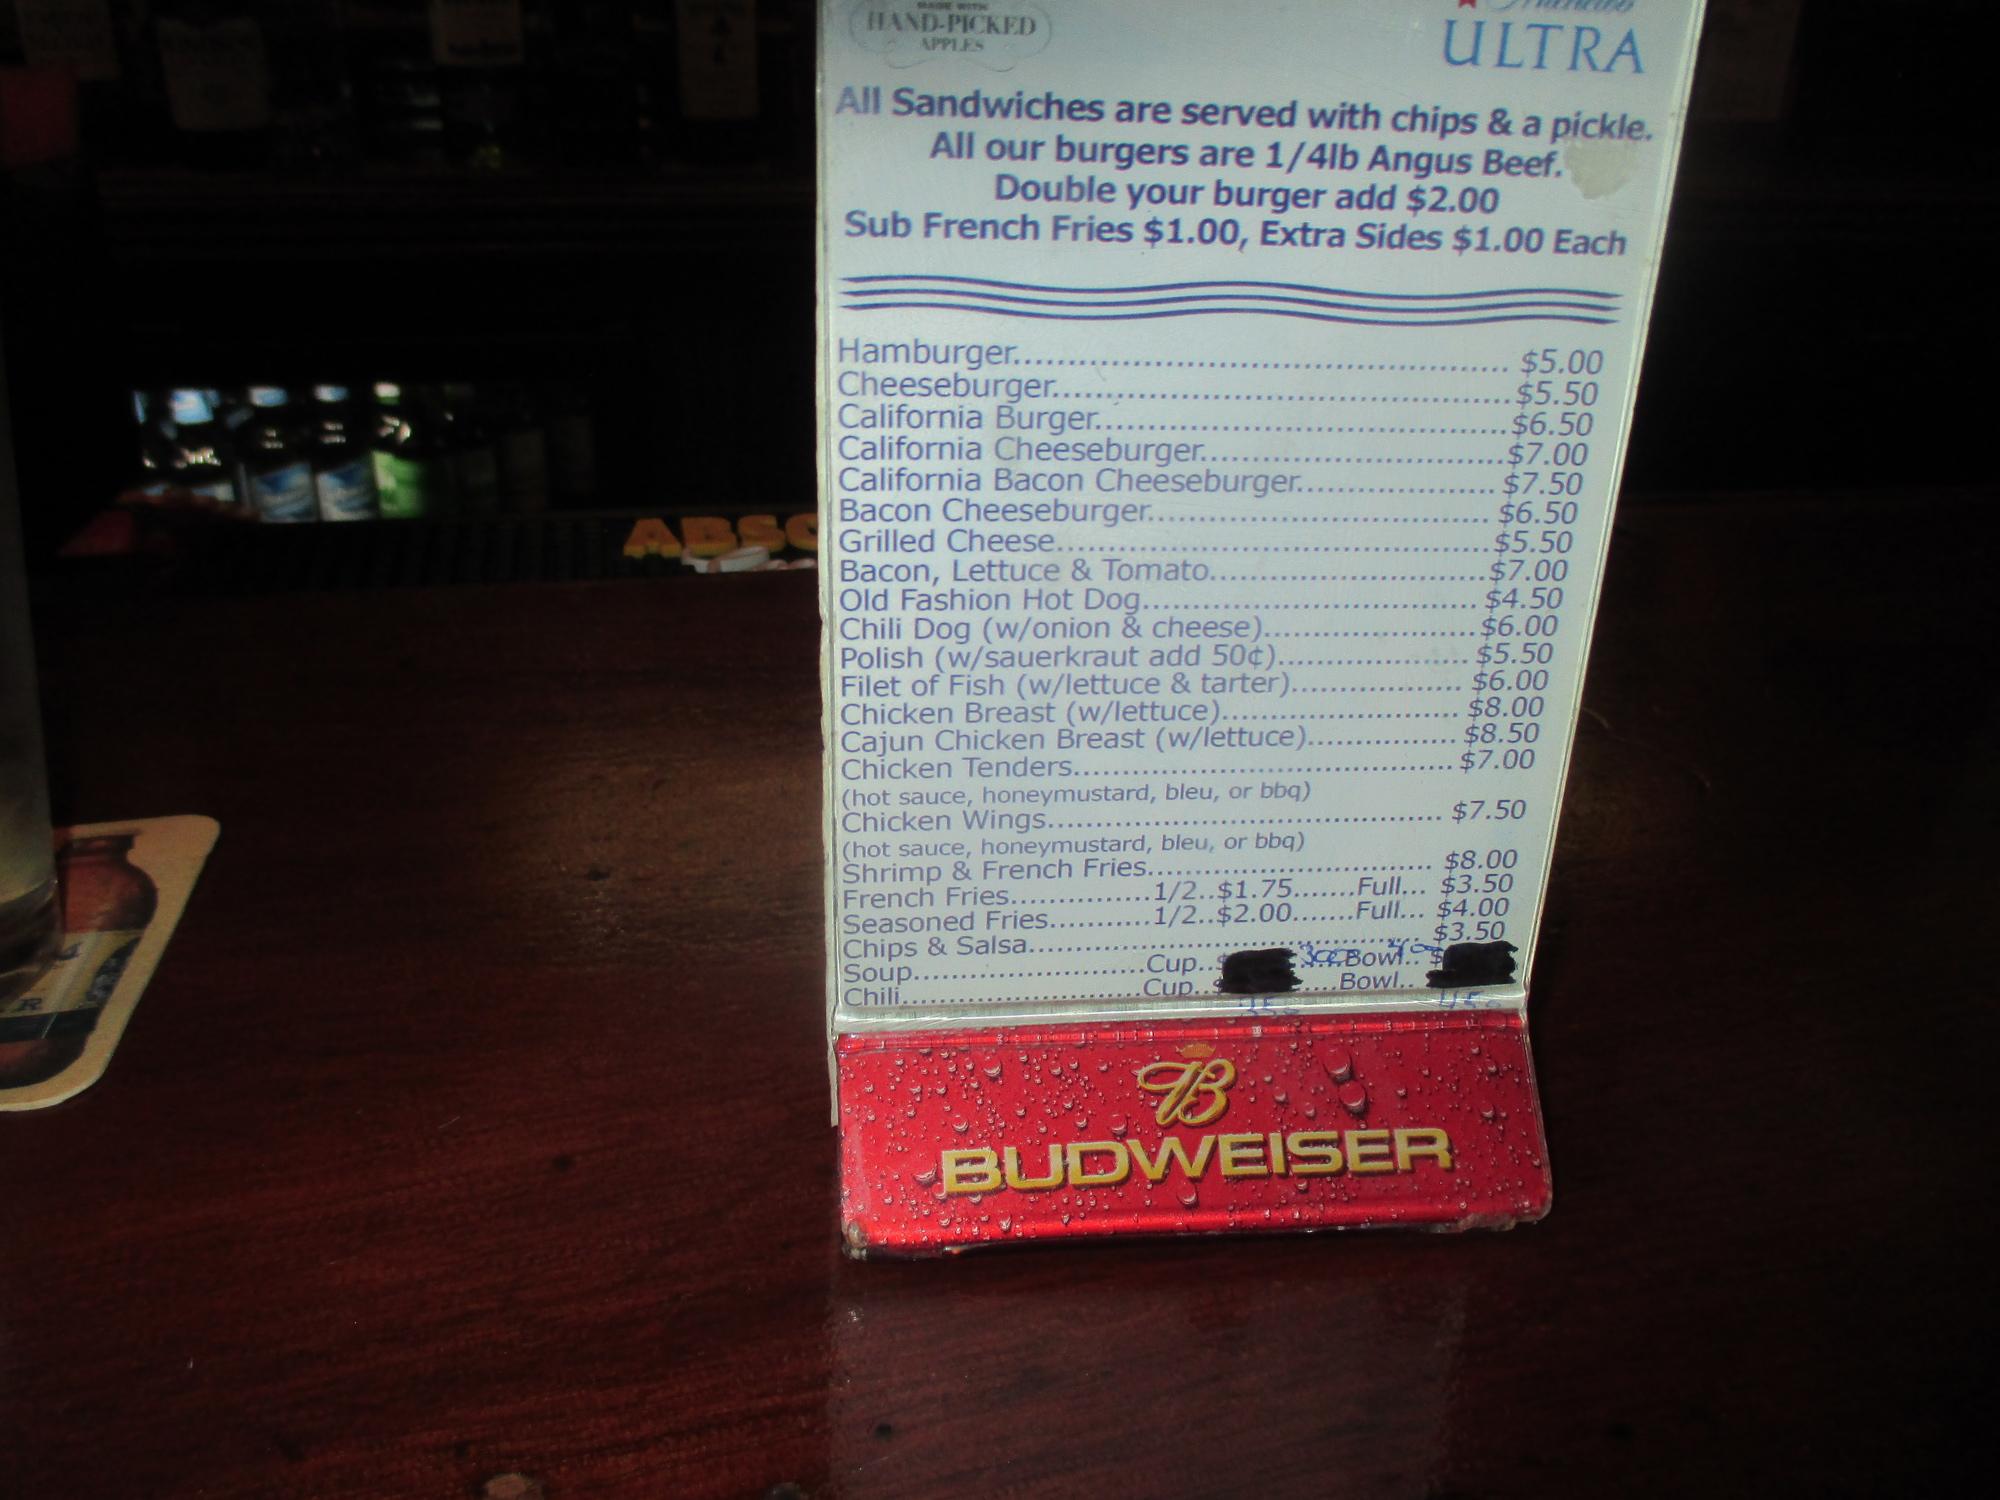 MADE WITH
HAND-PICKED
APPLES
ULTRA
All Sandwiches are served with chips & a pickle.
All our burgers are 1/4lb Angus Beef.
Double your burger add $2.00
Sub French Fries $1.00, Extra Sides $1.00 Each
Hamburger.......... $5.00
Cheeseburger..........$5.50
California Burger..........$6.50
California Cheeseburger..........$7.00
California Bacon Cheeseburger..........$7.50
Bacon Cheeseburger.......... $6.50
Grilled Cheese..........$5.50
Bacon, Lettuce & Tomato..........$7.00
Old Fashion Hot Dog.......... $4.50
Chili Dog (w/onion & cheese)..........$6.00
Polish (w/sauerkraut add 50¢).......... $5.50
Filet of Fish (w/lettuce & tarter).......... $6.00
Chicken Breast (w/lettuce).......... $8.00
Cajun Chicken Breast (w/lettuce).......... $8.50
Chicken Tenders.......... $7.00
(hot sauce, honeymustard, bleu, or bbq)
Chicken Wings.......... $7.50
(hot sauce, honeymustard, bleu, or bbq)
Shrimp & French Fries.......... $8.00
French Fries..........1/2..$1.75.......Full... $3.50
Seasoned Fries..........1/2..$2.00.......Full... $4.00
Chips & Salsa.......... $3.50
Soup..........Cup..$ 300 ....Bowl.. $
Chili..........Cup..$ ....Bowl..
350 450
B
BUDWEISER
ABSO